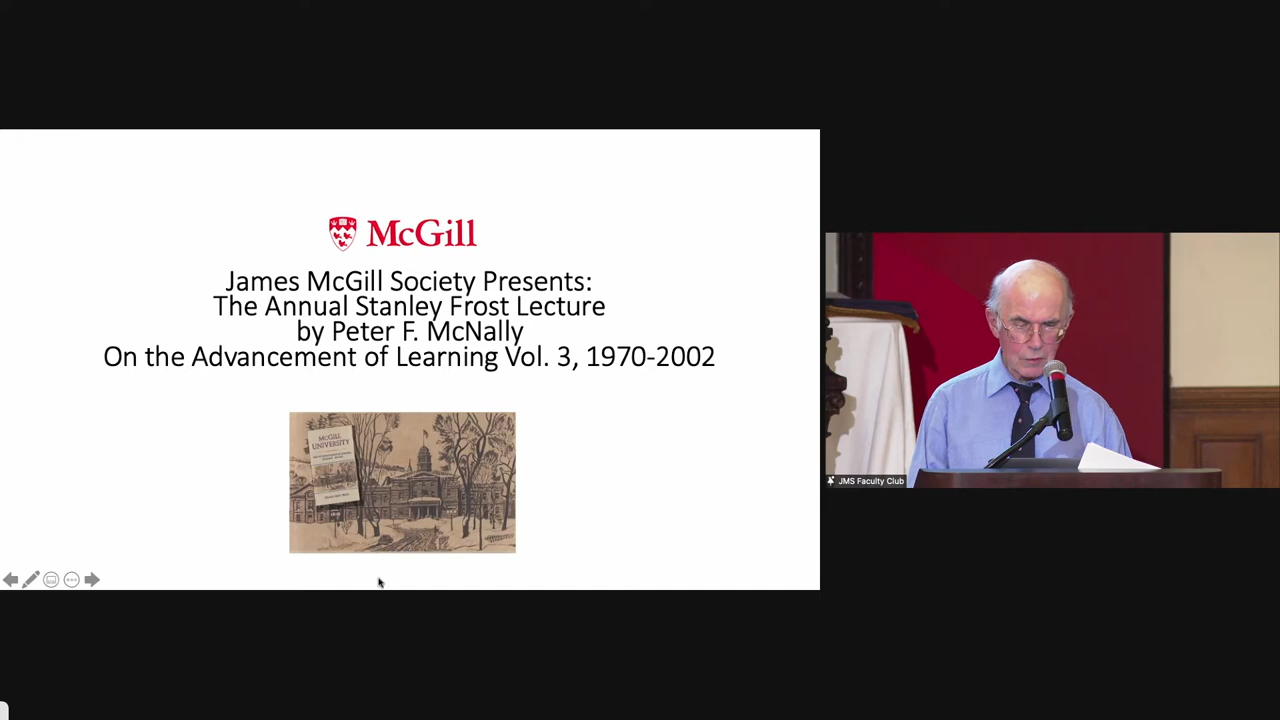 McGill
James McGill Society Presents:
The Annual Stanley Frost Lecture
by Peter F. McNally
On the Advancement of Learning Vol. 3, 1970-2002
McGILL
UNIVERSITY
JMS Faculty Club